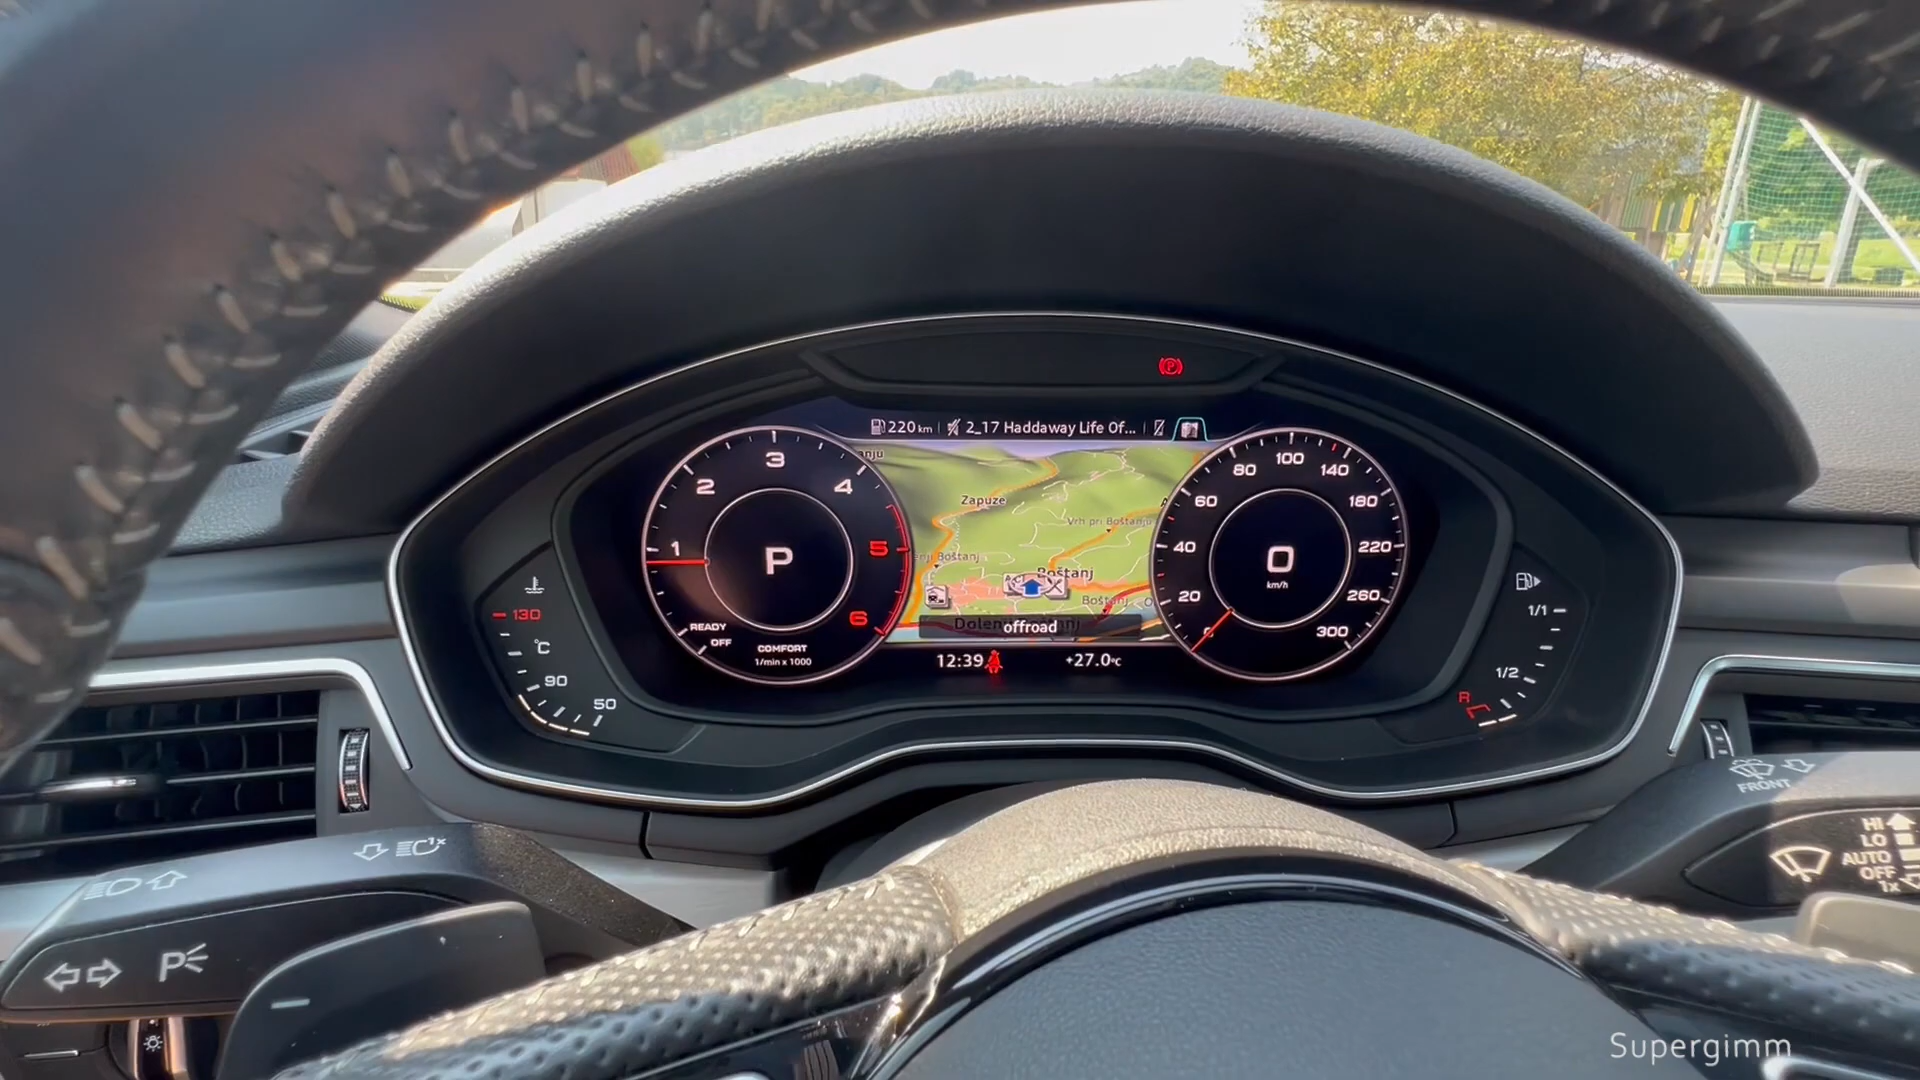 220 km
2_17 Haddaway Life Of...
1
2
3
4
5
6
P
READY
OFF
COMFORT
1/min x 1000
Zapuze
Vrh pri Boštanju
Boštanj
offroad
12:39
+27.0°C
0
km/h
20
40
60
80
100
140
180
220
260
300
130
°C
90
50
1/1
1/2
R
FRONT
HI
LO
AUTO
OFF
1x
1x
P
Supergimm